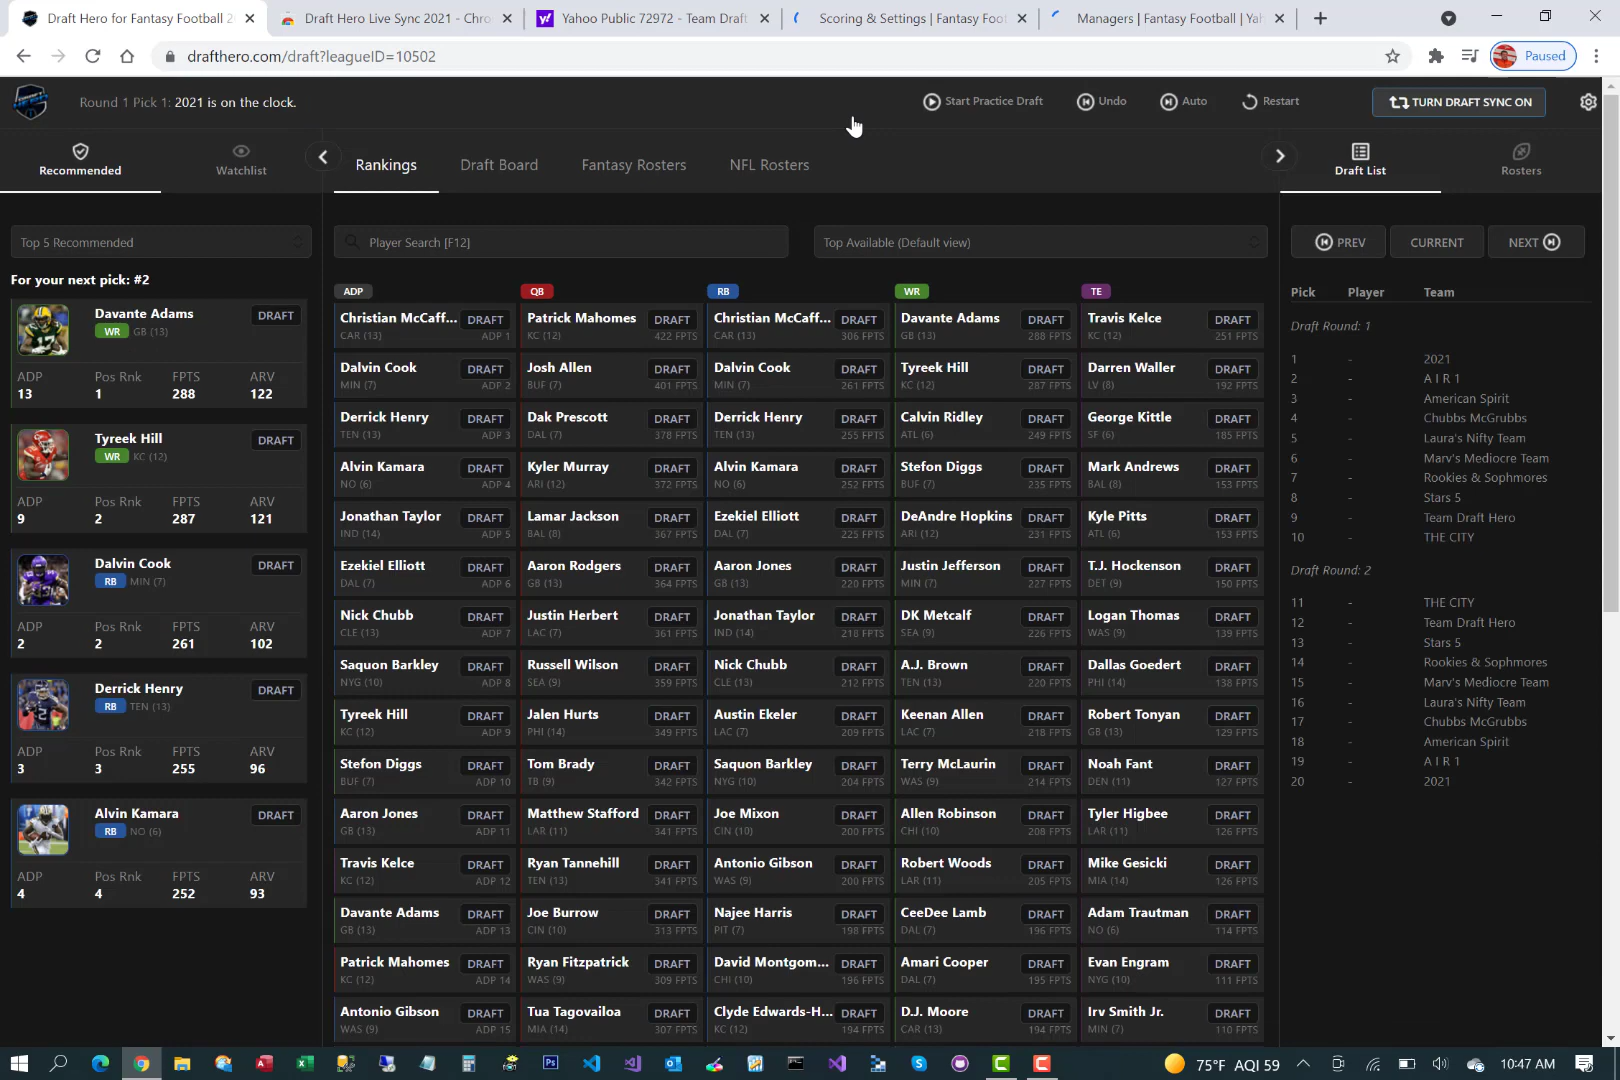 Draft Hero for Fantasy Football 2
Draft Hero Live Sync 2021 - Chro
Yahoo Public 72972 - Team Draft
Scoring & Settings | Fantasy Foot
Managers | Fantasy Football | Yah
drafthero.com/draft?leagueID=10502
Paused
Round 1 Pick 1: 2021 is on the clock.
Start Practice Draft
Undo
Auto
Restart
TURN DRAFT SYNC ON
Recommended
Watchlist
Rankings
Draft Board
Fantasy Rosters
NFL Rosters
Draft List
Rosters
Top 5 Recommended
Player Search [F12]
Top Available (Default view)
PREV
CURRENT
NEXT
For your next pick: #2
Davante Adams
DRAFT
WR GB (13)
ADP Pos Rnk FPTS ARV
13 1 288 122
Tyreek Hill
DRAFT
WR KC (12)
ADP Pos Rnk FPTS ARV
9 2 287 121
Dalvin Cook
DRAFT
RB MIN (7)
ADP Pos Rnk FPTS ARV
2 2 261 102
Derrick Henry
DRAFT
RB TEN (13)
ADP Pos Rnk FPTS ARV
3 3 255 96
Alvin Kamara
DRAFT
RB NO (6)
ADP Pos Rnk FPTS ARV
4 4 252 93
ADP QB RB WR TE
Christian McCaff... DRAFT Patrick Mahomes DRAFT Christian McCaff... DRAFT Davante Adams DRAFT Travis Kelce DRAFT
CAR (13) ADP 1 KC (12) 422 FPTS CAR (13) 306 FPTS GB (13) 288 FPTS KC (12) 251 FPTS
Dalvin Cook DRAFT Josh Allen DRAFT Dalvin Cook DRAFT Tyreek Hill DRAFT Darren Waller DRAFT
MIN (7) ADP 2 BUF (7) 401 FPTS MIN (7) 261 FPTS KC (12) 287 FPTS LV (8) 192 FPTS
Derrick Henry DRAFT Dak Prescott DRAFT Derrick Henry DRAFT Calvin Ridley DRAFT George Kittle DRAFT
TEN (13) ADP 3 DAL (7) 378 FPTS TEN (13) 255 FPTS ATL (6) 249 FPTS SF (6) 185 FPTS
Alvin Kamara DRAFT Kyler Murray DRAFT Alvin Kamara DRAFT Stefon Diggs DRAFT Mark Andrews DRAFT
NO (6) ADP 4 ARI (12) 372 FPTS NO (6) 252 FPTS BUF (7) 235 FPTS BAL (8) 153 FPTS
Jonathan Taylor DRAFT Lamar Jackson DRAFT Ezekiel Elliott DRAFT DeAndre Hopkins DRAFT Kyle Pitts DRAFT
IND (14) ADP 5 BAL (8) 367 FPTS DAL (7) 225 FPTS ARI (12) 231 FPTS ATL (6) 153 FPTS
Ezekiel Elliott DRAFT Aaron Rodgers DRAFT Aaron Jones DRAFT Justin Jefferson DRAFT T.J. Hockenson DRAFT
DAL (7) ADP 6 GB (13) 364 FPTS GB (13) 220 FPTS MIN (7) 227 FPTS DET (9) 150 FPTS
Nick Chubb DRAFT Justin Herbert DRAFT Jonathan Taylor DRAFT DK Metcalf DRAFT Logan Thomas DRAFT
CLE (13) ADP 7 LAC (7) 361 FPTS IND (14) 218 FPTS SEA (9) 226 FPTS WAS (9) 139 FPTS
Saquon Barkley DRAFT Russell Wilson DRAFT Nick Chubb DRAFT A.J. Brown DRAFT Dallas Goedert DRAFT
NYG (10) ADP 8 SEA (9) 359 FPTS CLE (13) 212 FPTS TEN (13) 220 FPTS PHI (14) 138 FPTS
Tyreek Hill DRAFT Jalen Hurts DRAFT Austin Ekeler DRAFT Keenan Allen DRAFT Robert Tonyan DRAFT
KC (12) ADP 9 PHI (14) 349 FPTS LAC (7) 209 FPTS LAC (7) 218 FPTS GB (13) 129 FPTS
Stefon Diggs DRAFT Tom Brady DRAFT Saquon Barkley DRAFT Terry McLaurin DRAFT Noah Fant DRAFT
BUF (7) ADP 10 TB (9) 342 FPTS NYG (10) 204 FPTS WAS (9) 214 FPTS DEN (11) 127 FPTS
Aaron Jones DRAFT Matthew Stafford DRAFT Joe Mixon DRAFT Allen Robinson DRAFT Tyler Higbee DRAFT
GB (13) ADP 11 LAR (11) 341 FPTS CIN (10) 200 FPTS CHI (10) 208 FPTS LAR (11) 126 FPTS
Travis Kelce DRAFT Ryan Tannehill DRAFT Antonio Gibson DRAFT Robert Woods DRAFT Mike Gesicki DRAFT
KC (12) ADP 12 TEN (13) 341 FPTS WAS (9) 200 FPTS LAR (11) 205 FPTS MIA (14) 126 FPTS
Davante Adams DRAFT Joe Burrow DRAFT Najee Harris DRAFT CeeDee Lamb DRAFT Adam Trautman DRAFT
GB (13) ADP 13 CIN (10) 313 FPTS PIT (7) 198 FPTS DAL (7) 196 FPTS NO (6) 114 FPTS
Patrick Mahomes DRAFT Ryan Fitzpatrick DRAFT David Montgom... DRAFT Amari Cooper DRAFT Evan Engram DRAFT
KC (12) ADP 14 WAS (9) 309 FPTS CHI (10) 196 FPTS DAL (7) 195 FPTS NYG (10) 111 FPTS
Antonio Gibson DRAFT Tua Tagovailoa DRAFT Clyde Edwards-H... DRAFT D.J. Moore DRAFT Irv Smith Jr. DRAFT
WAS (9) ADP 15 MIA (14) 307 FPTS KC (12) 194 FPTS CAR (13) 194 FPTS MIN (7) 110 FPTS
Pick Player Team
Draft Round: 1
1 - 2021
2 - A I R 1
3 - American Spirit
4 - Chubbs McGrubbs
5 - Laura's Nifty Team
6 - Marv's Mediocre Team
7 - Rookies & Sophmores
8 - Stars 5
9 - Team Draft Hero
10 - THE CITY
Draft Round: 2
11 - THE CITY
12 - Team Draft Hero
13 - Stars 5
14 - Rookies & Sophmores
15 - Marv's Mediocre Team
16 - Laura's Nifty Team
17 - Chubbs McGrubbs
18 - American Spirit
19 - A I R 1
20 - 2021
75°F AQI 59
10:47 AM